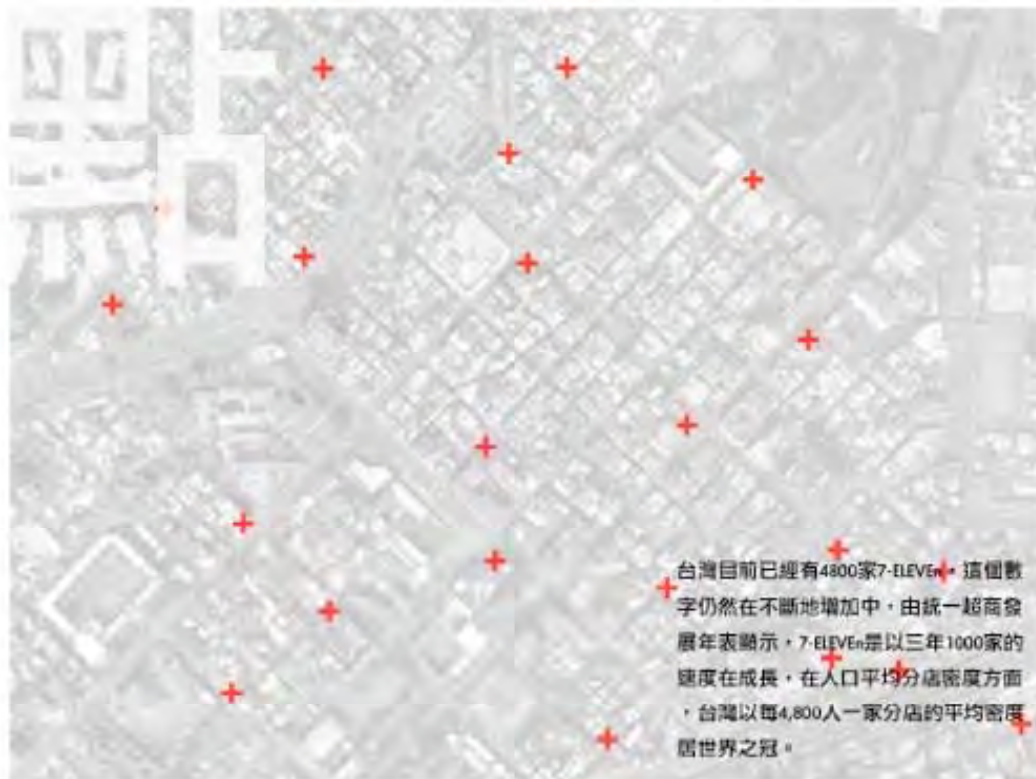 台灣目前已經有4800家7-ELEVEn，這個數
字仍然在不斷地增加中，由統一超商發
展年表顯示，7-ELEVEn是以三年1000家的
速度在成長，在人口平均分店密度方面
，台灣以每4,800人一家分店的平均密度
居世界之冠。